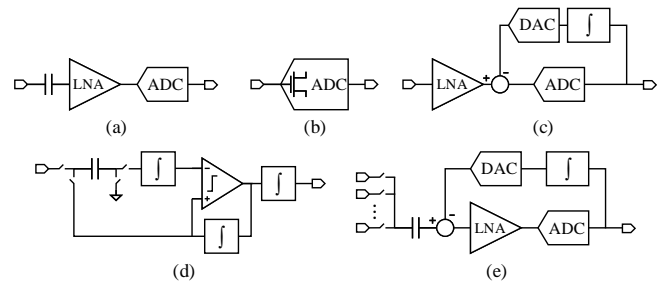 DAC ∫
LNA + - ADC
LNA ADC
ADC
(a) (b) (c)
∫ - + ∫
∫
DAC ∫
+ - LNA ADC
(d) (e)